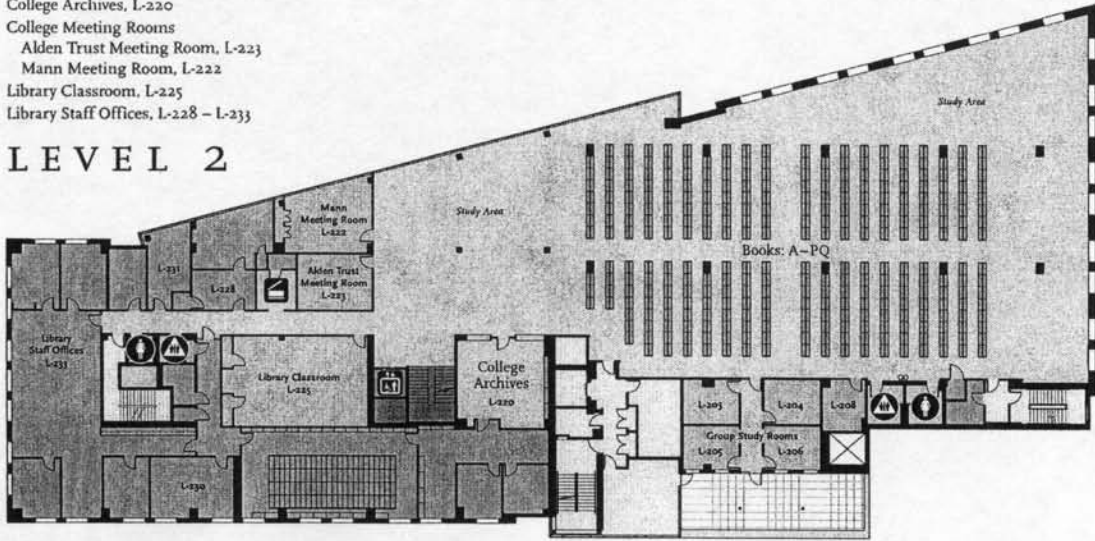 College Archives, L-220
College Meeting Rooms
Alden Trust Meeting Room, L-223
Mann Meeting Room, L-222
Library Classroom, L-225
Library Staff Offices, L-228 – L-233
LEVEL 2
Study Area
Mann
Meeting Room
L-222
Study Area
Books: A–PQ
L-231
Alden Trust
Meeting Room
L-223
L-228
Library
Staff Offices
L-233
Library Classroom
L-225
College
Archives
L-220
L-203
L-204
L-208
Group Study Rooms
L-205
L-206
L-230